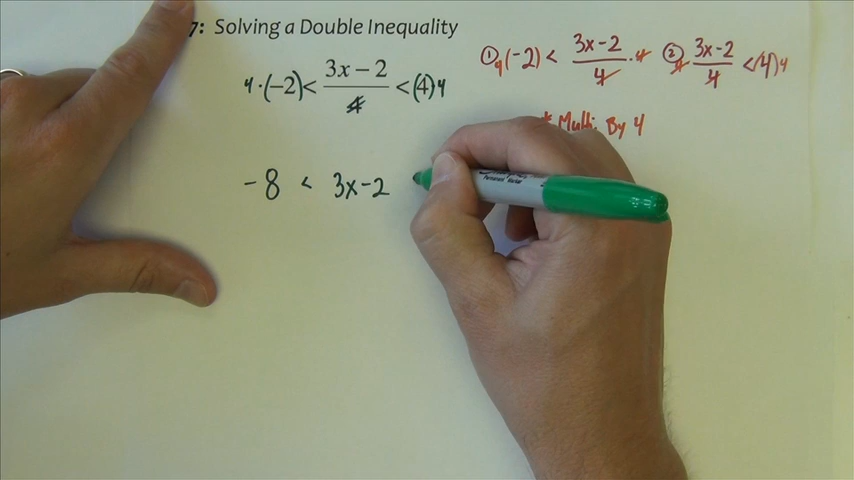 7: Solving a Double Inequality
4·(-2) < (3x - 2)/4 < (4)4
① 4(-2) < (3x-2)/4 · 4
② 4 · (3x-2)/4 < (4)4
* Multi. By 4
-8 < 3x-2